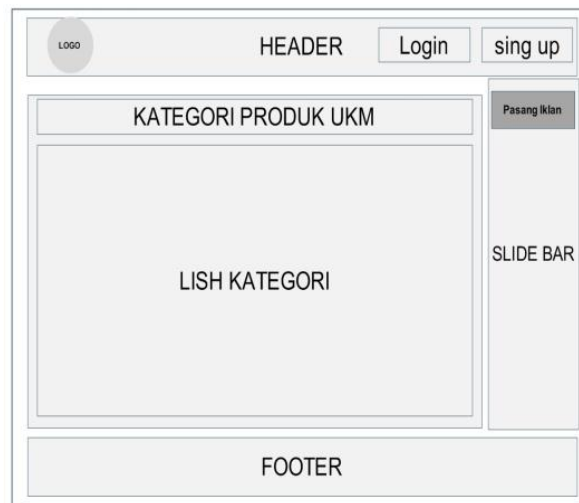 LOGO
HEADER
Login
sing up
KATEGORI PRODUK UKM
Pasang Iklan
LISH KATEGORI
SLIDE BAR
FOOTER